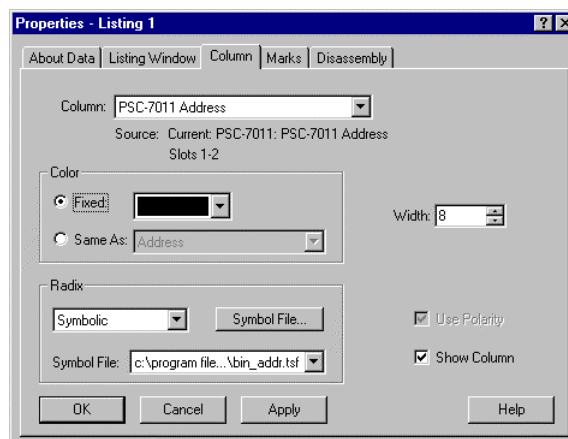 Properties - Listing 1
About Data Listing Window Column Marks Disassembly
Column: PSC-7011 Address
Source: Current: PSC-7011: PSC-7011 Address
Slots 1-2
Color
Fixed:
Width: 8
Same As: Address
Radix
Symbolic Symbol File...
Use Polarity
Symbol File: c:\program file...\bin_addr.tsf
Show Column
OK Cancel Apply Help